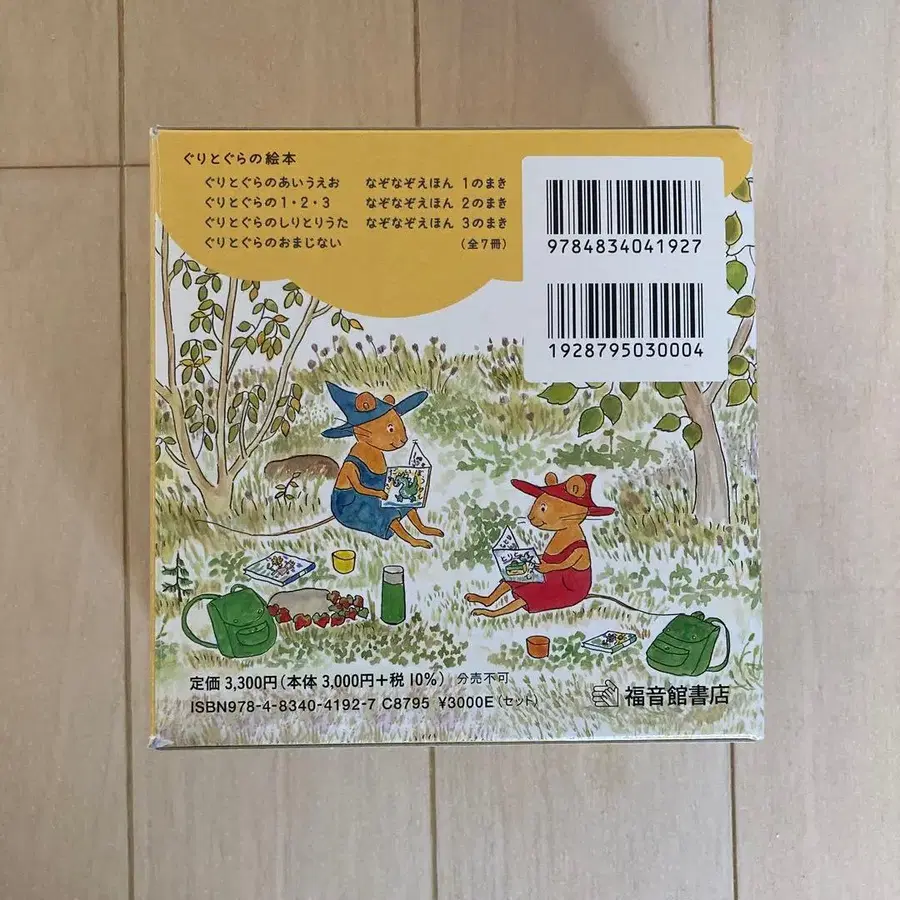 ぐりとぐらの絵本
ぐりとぐらのあいうえお なぞなぞえほん 1のまき
ぐりとぐらの1・2・3 なぞなぞえほん 2のまき
ぐりとぐらのしりとりうた なぞなぞえほん 3のまき
ぐりとぐらのおまじない (全7冊)
9784834041927
1928795030004
定価 3,300円(本体 3,000円+税 10%) 分売不可
ISBN978-4-8340-4192-7 C8795 ¥3000E (セット)
福音館書店